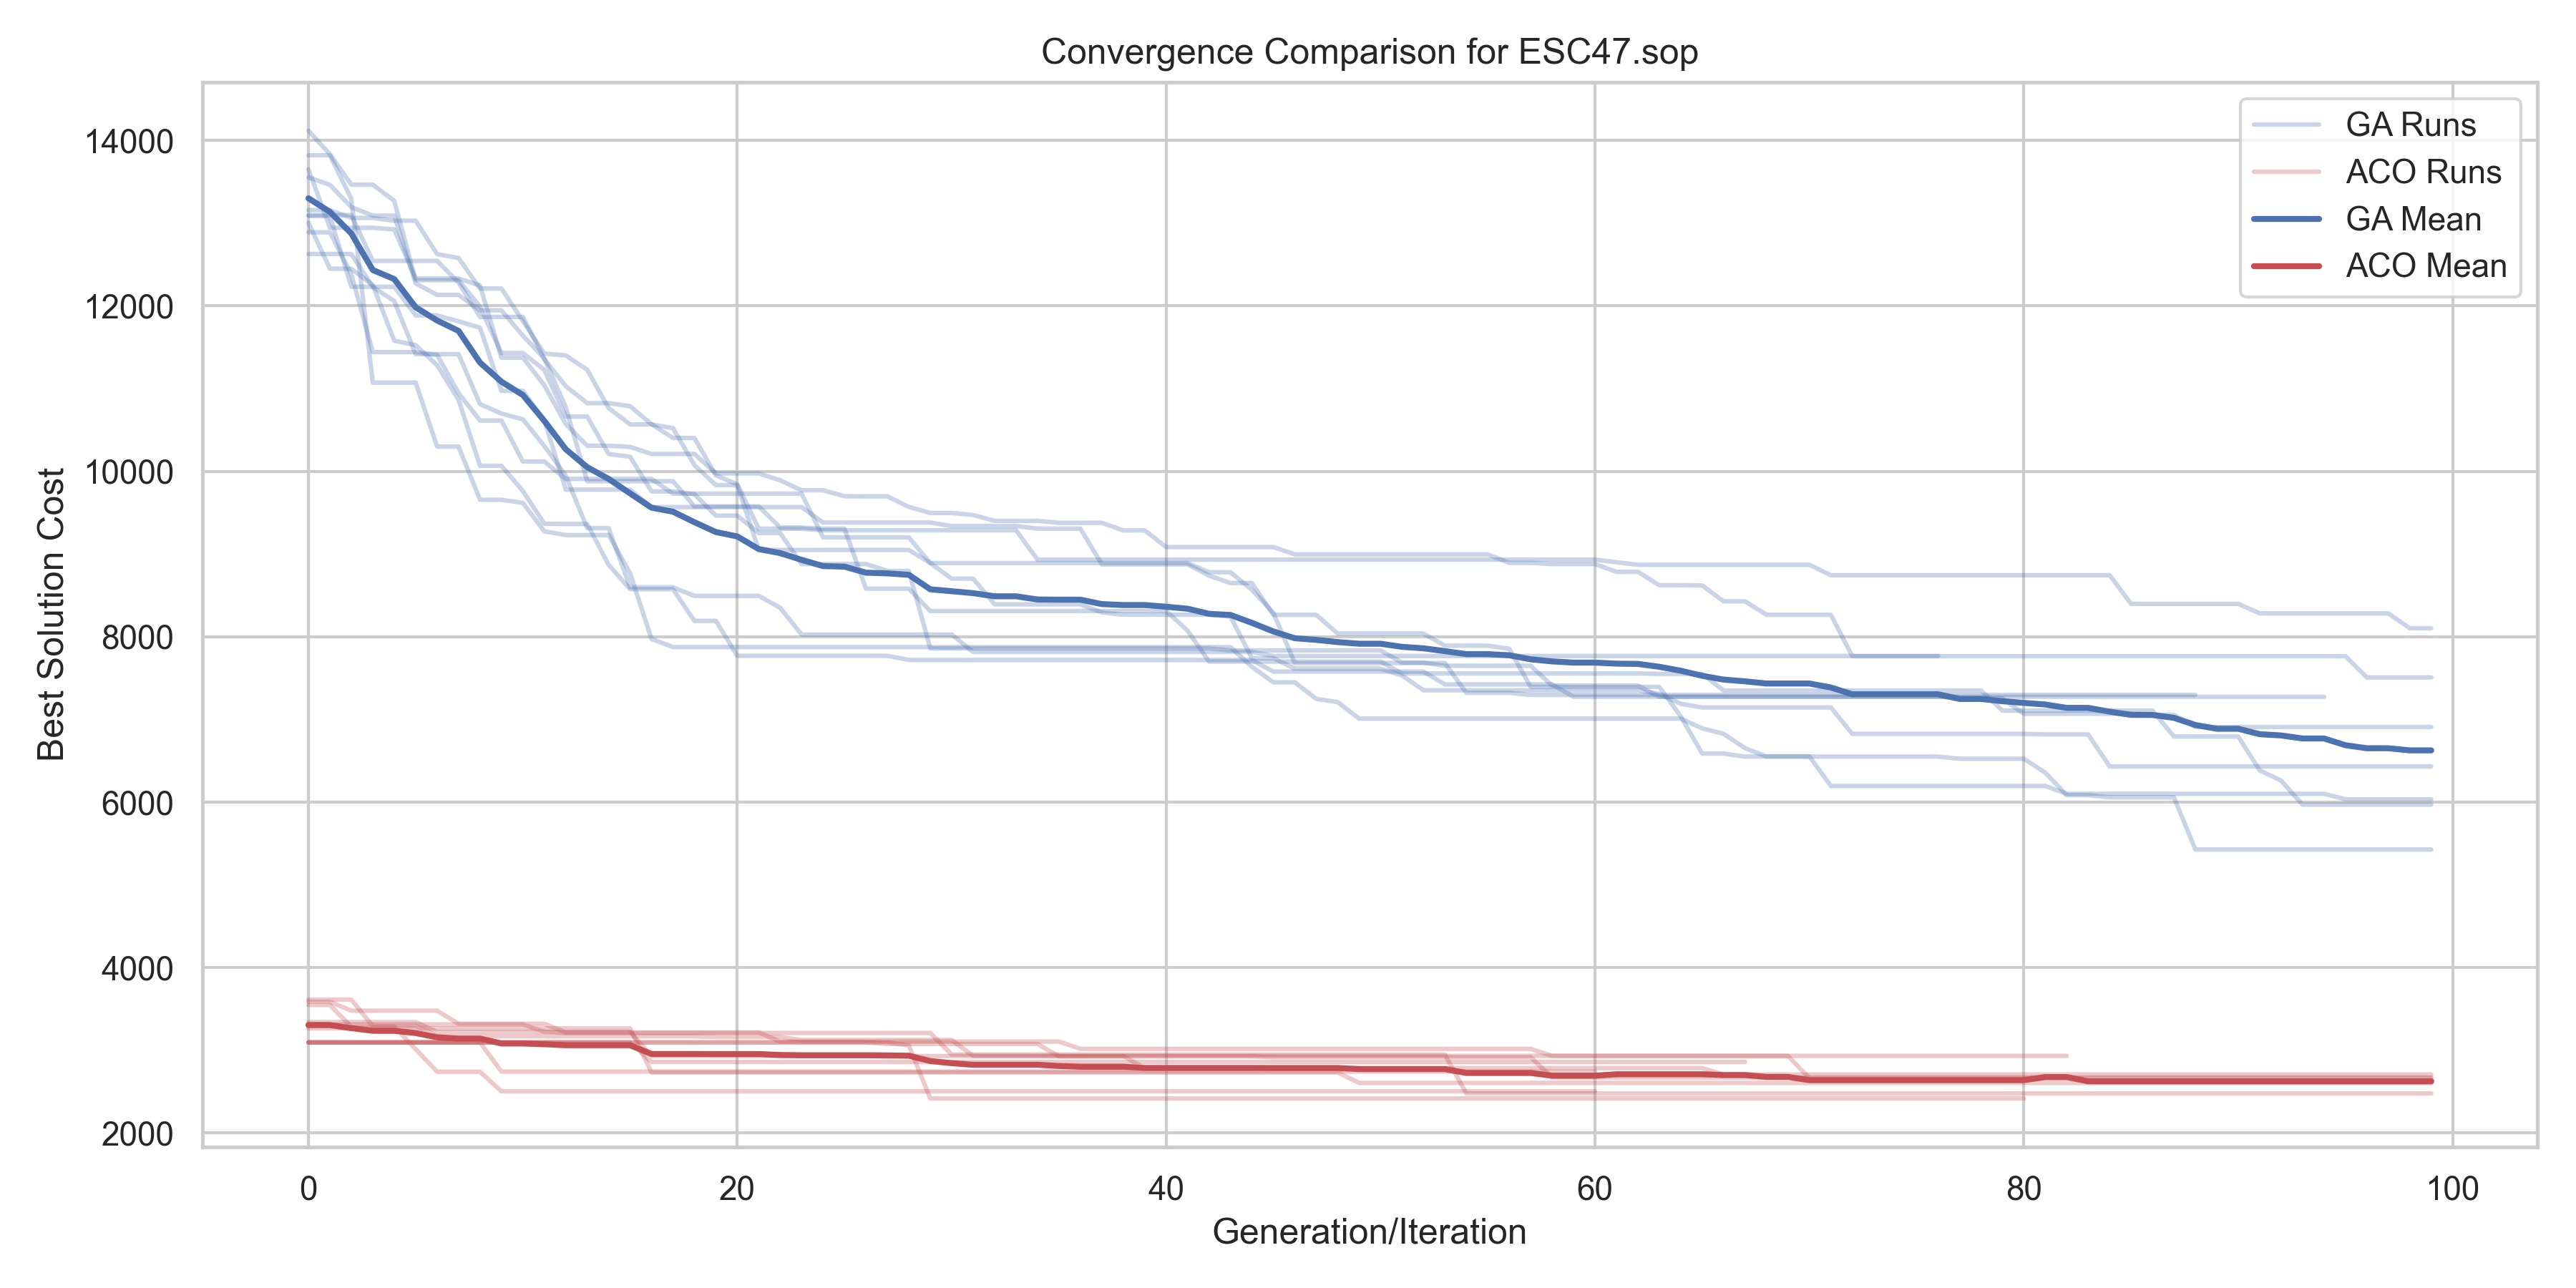 Convergence Comparison for ESC47.sop
GA Runs
ACO Runs
GA Mean
ACO Mean
Best Solution Cost
14000
12000
10000
8000
6000
4000
2000
0 20 40 60 80 100
Generation/Iteration